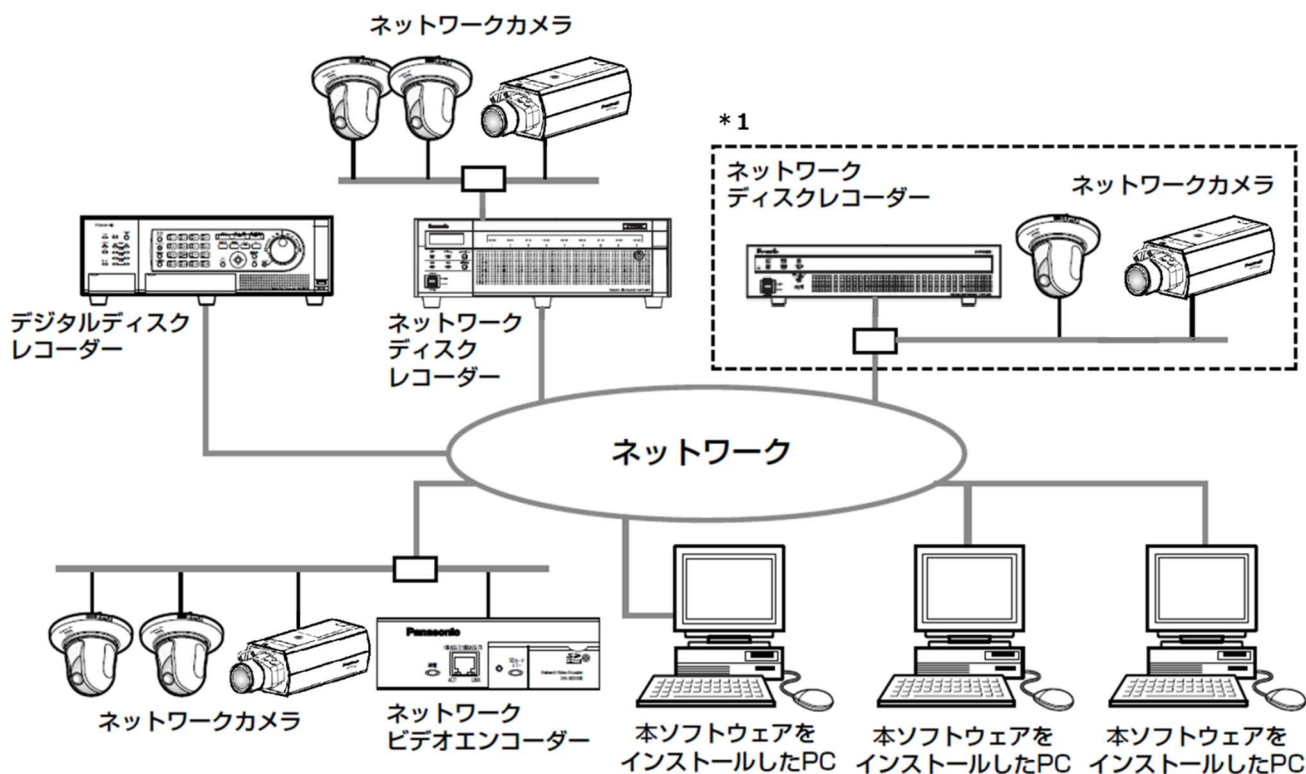 ネットワークカメラ
*1
ネットワーク
ディスクレコーダー
ネットワークカメラ
デジタルディスク
レコーダー
ネットワーク
ディスク
レコーダー
ネットワーク
Panasonic
ネットワークカメラ
ネットワーク
ビデオエンコーダー
本ソフトウェアを
インストールしたPC
本ソフトウェアを
インストールしたPC
本ソフトウェアを
インストールしたPC